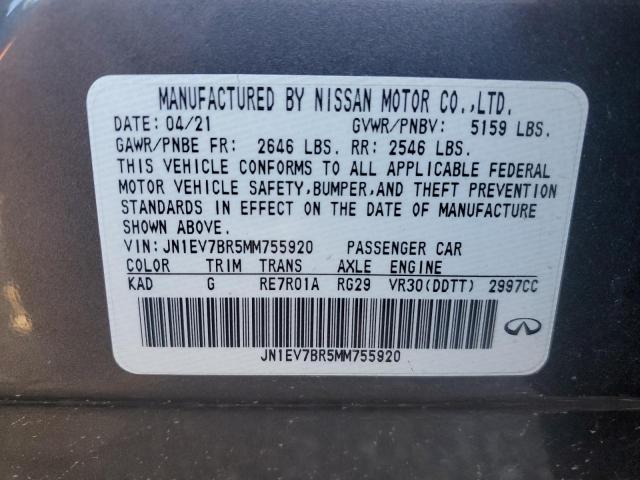 MANUFACTURED BY NISSAN MOTOR CO.,LTD.
DATE: 04/21 GVWR/PNBV: 5159 LBS.
GAWR/PNBE FR: 2646 LBS. RR: 2546 LBS.
THIS VEHICLE CONFORMS TO ALL APPLICABLE FEDERAL
MOTOR VEHICLE SAFETY,BUMPER,AND THEFT PREVENTION
STANDARDS IN EFFECT ON THE DATE OF MANUFACTURE
SHOWN ABOVE.
VIN:JN1EV7BR5MM755920 PASSENGER CAR
COLOR TRIM TRANS AXLE ENGINE
KAD G RE7R01A RG29 VR30(DDTT) 2997CC
JN1EV7BR5MM755920